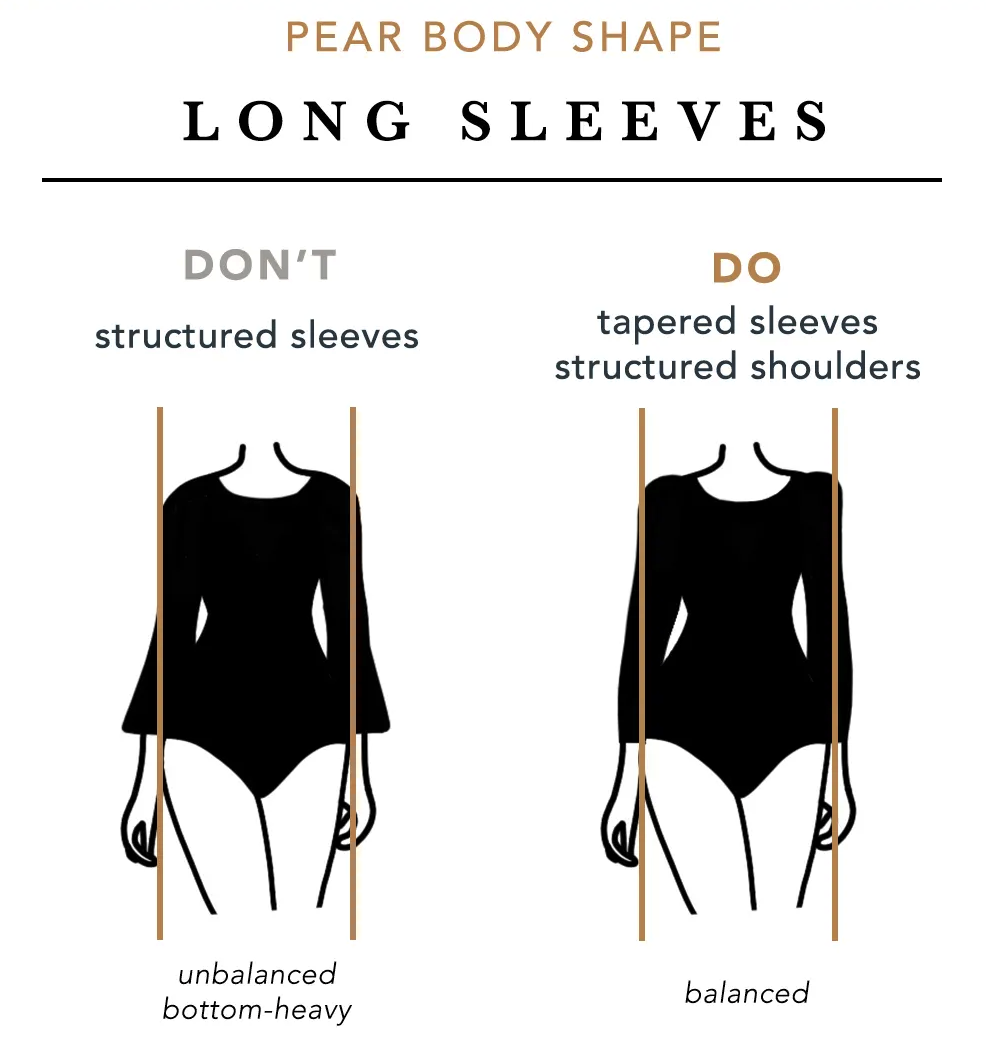 PEAR BODY SHAPE
LONG SLEEVES
DON'T
structured sleeves
DO
tapered sleeves
structured shoulders
unbalanced
bottom-heavy
balanced